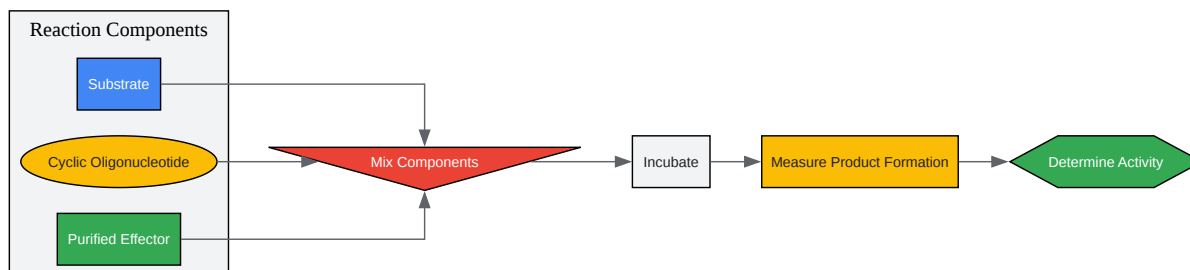 Reaction Components
Substrate
Cyclic Oligonucleotide
Purified Effector
Mix Components
Incubate
Measure Product Formation
Determine Activity